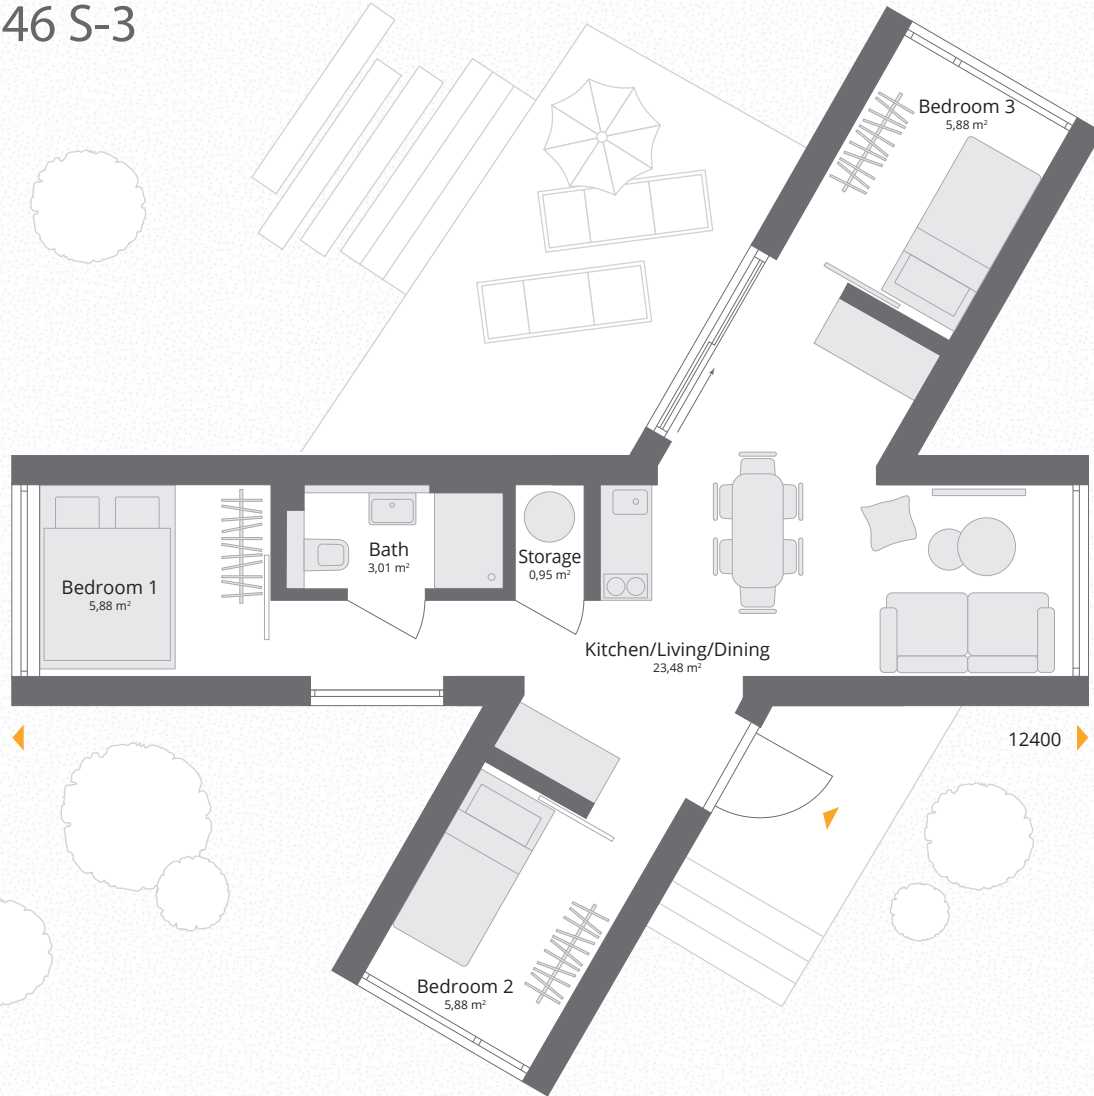 46 S-3
Bedroom 3
5,88 m²
Bath
3,01 m²
Storage
0,95 m²
Bedroom 1
5,88 m²
Kitchen/Living/Dining
23,48 m²
12400
Bedroom 2
5,88 m²